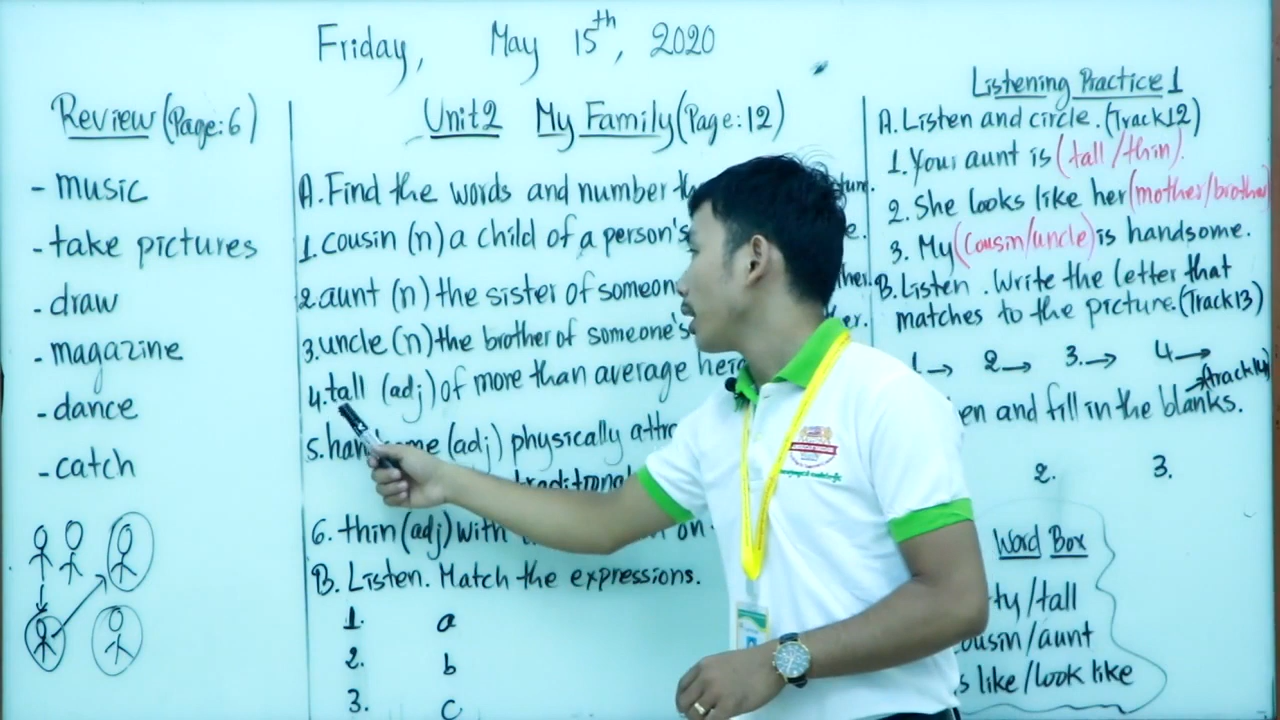 Friday, May 15th, 2020
Review (Page: 6)
- music
- take pictures
- draw
- magazine
- dance
- catch
Unit 2 My Family (Page: 12)
A. Find the words and number
1. cousin (n) a child of a person's
2. aunt (n) the sister of
3. uncle (n) the brother of someone's
4. tall (adj) of more than average
5. (adj) physically
6. thin (adj) with on
B. Listen. Match the expressions.
1. a
2. b
3. c
Listening Practice 1
A. Listen and circle. (Track 12)
1. Your aunt is (tall / thin).
2. She looks like her (mother/brother
3. My (Cousin/uncle) is handsome.
B. Listen. Write the letter that
matches to the picture. (Track 13)
→ 2 → 3. → 4 →
and fill in the blanks.
2. 3.
Word Box
/tall
/aunt
like/look like